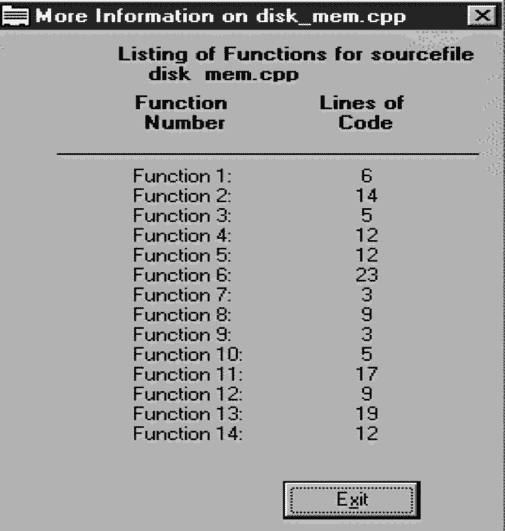 More Information on disk_mem.cpp
Listing of Functions for sourcefile
disk_mem.cpp
Function Number
Lines of Code
Function 1: 6
Function 2: 14
Function 3: 5
Function 4: 12
Function 5: 12
Function 6: 23
Function 7: 3
Function 8: 9
Function 9: 3
Function 10: 5
Function 11: 17
Function 12: 9
Function 13: 19
Function 14: 12
Exit